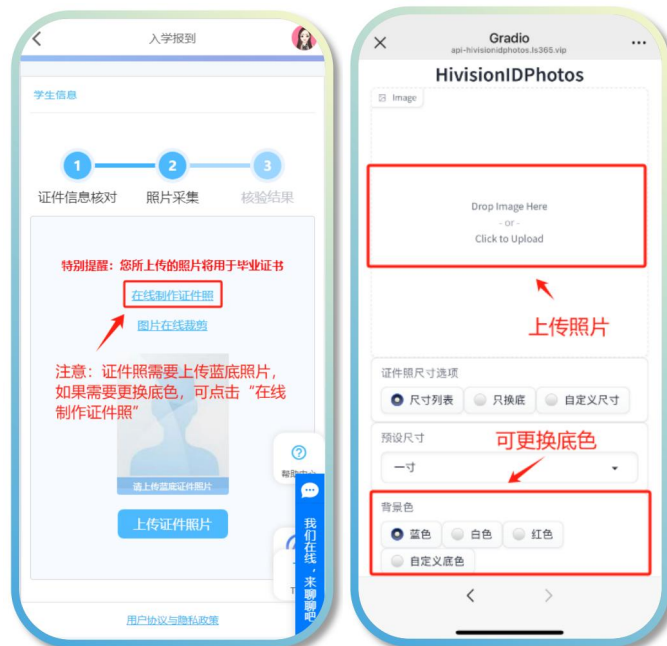 入学报到
学生信息
1
2
3
证件信息核对
照片采集
核验结果
特别提醒：您所上传的照片将用于毕业证书
在线制作证件照
图片在线裁剪
注意：证件照需要上传蓝底照片，
如果需要更换底色，可点击“在线
制作证件照”
请上传蓝底证件照片
帮助中心
上传证件照片
我们在线，来聊聊吧
用户协议与隐私政策
Gradio
api-hivisionidphotos.ls365.vip
HivisionIDPhotos
Image
Drop Image Here
- or -
Click to Upload
上传照片
证件照尺寸选项
尺寸列表
只换底
自定义尺寸
预设尺寸
可更换底色
一寸
背景色
蓝色
白色
红色
自定义底色